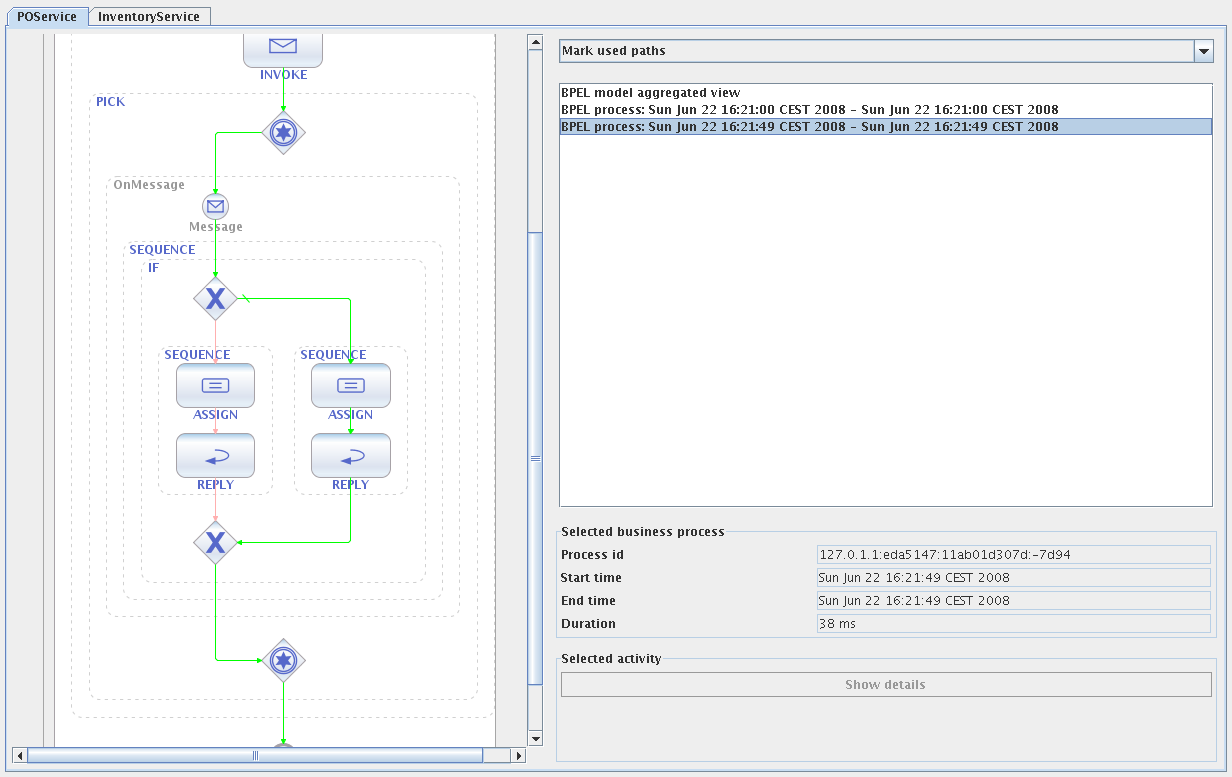 POService
InventoryService
INVOKE
PICK
OnMessage
Message
SEQUENCE
IF
X
SEQUENCE
SEQUENCE
ASSIGN
ASSIGN
REPLY
REPLY
X
Mark used paths
BPEL model aggregated view
BPEL process: Sun Jun 22 16:21:00 CEST 2008 - Sun Jun 22 16:21:00 CEST 2008
BPEL process: Sun Jun 22 16:21:49 CEST 2008 - Sun Jun 22 16:21:49 CEST 2008
Selected business process
Process id 127.0.1.1:eda5147:11ab01d307d:-7d94
Start time Sun Jun 22 16:21:49 CEST 2008
End time Sun Jun 22 16:21:49 CEST 2008
Duration 38 ms
Selected activity
Show details